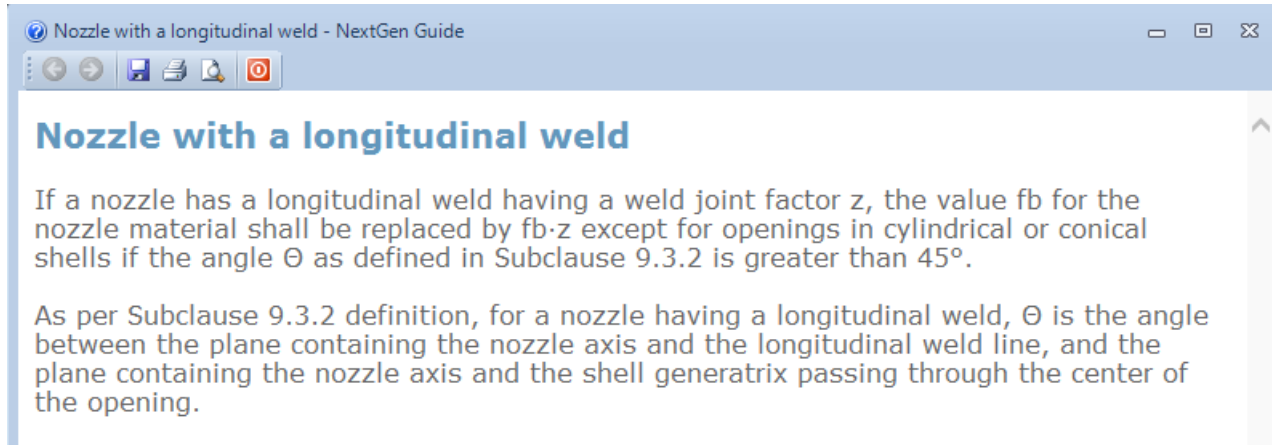 Nozzle with a longitudinal weld - NextGen Guide
Nozzle with a longitudinal weld
If a nozzle has a longitudinal weld having a weld joint factor z, the value fb for the
nozzle material shall be replaced by fb·z except for openings in cylindrical or conical
shells if the angle Θ as defined in Subclause 9.3.2 is greater than 45º.
As per Subclause 9.3.2 definition, for a nozzle having a longitudinal weld, Θ is the angle
between the plane containing the nozzle axis and the longitudinal weld line, and the
plane containing the nozzle axis and the shell generatrix passing through the center of
the opening.